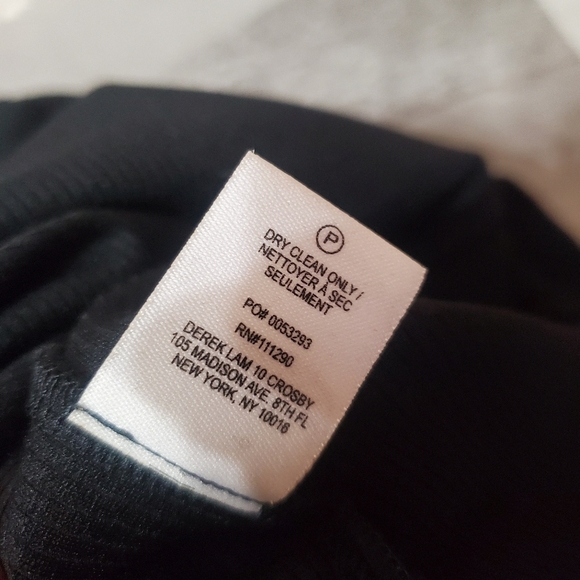 P
DRY CLEAN ONLY /
NETTOYER À SEC
SEULEMENT
PO# 0053293
RN#111290
DEREK LAM 10 CROSBY
105 MADISON AVE. 8TH FL
NEW YORK, NY 10016